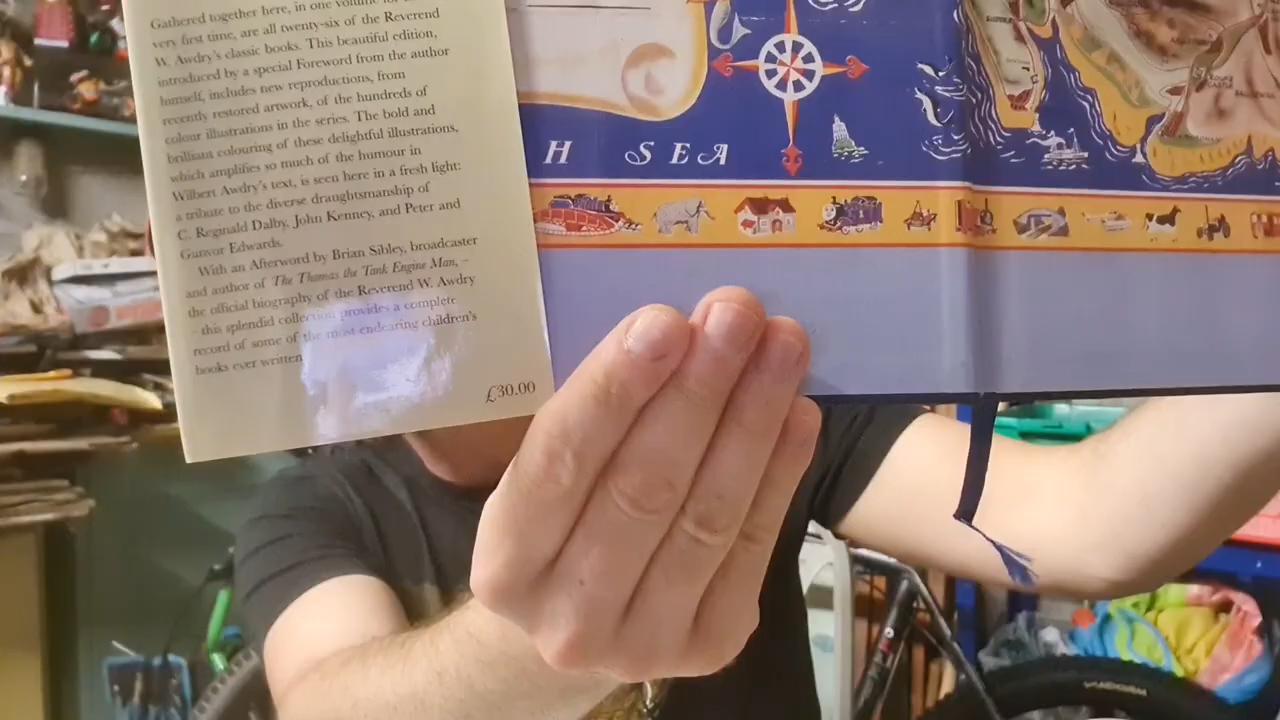 Gathered together here, in one volume for
very first time, are all twenty-six of the Reverend
W. Awdry's classic books. This beautiful edition,
introduced by a special Foreword from the author
himself, includes new reproductions, from
recently restored artwork, of the hundreds of
colour illustrations in the series. The bold and
brilliant colouring of these delightful illustrations,
which amplifies so much of the humour in
Wilbert Awdry's text, is seen here in a fresh light:
a tribute to the diverse draughtsmanship of
C. Reginald Dalby, John Kenney, and Peter and
Gunvor Edwards.
With an Afterword by Brian Sibley, broadcaster
and author of The Thomas the Tank Engine Man, –
the official biography of the Reverend W. Awdry
– this splendid collection provides a complete
record of some of the most endearing children's
books ever written
£30.00
H SEA